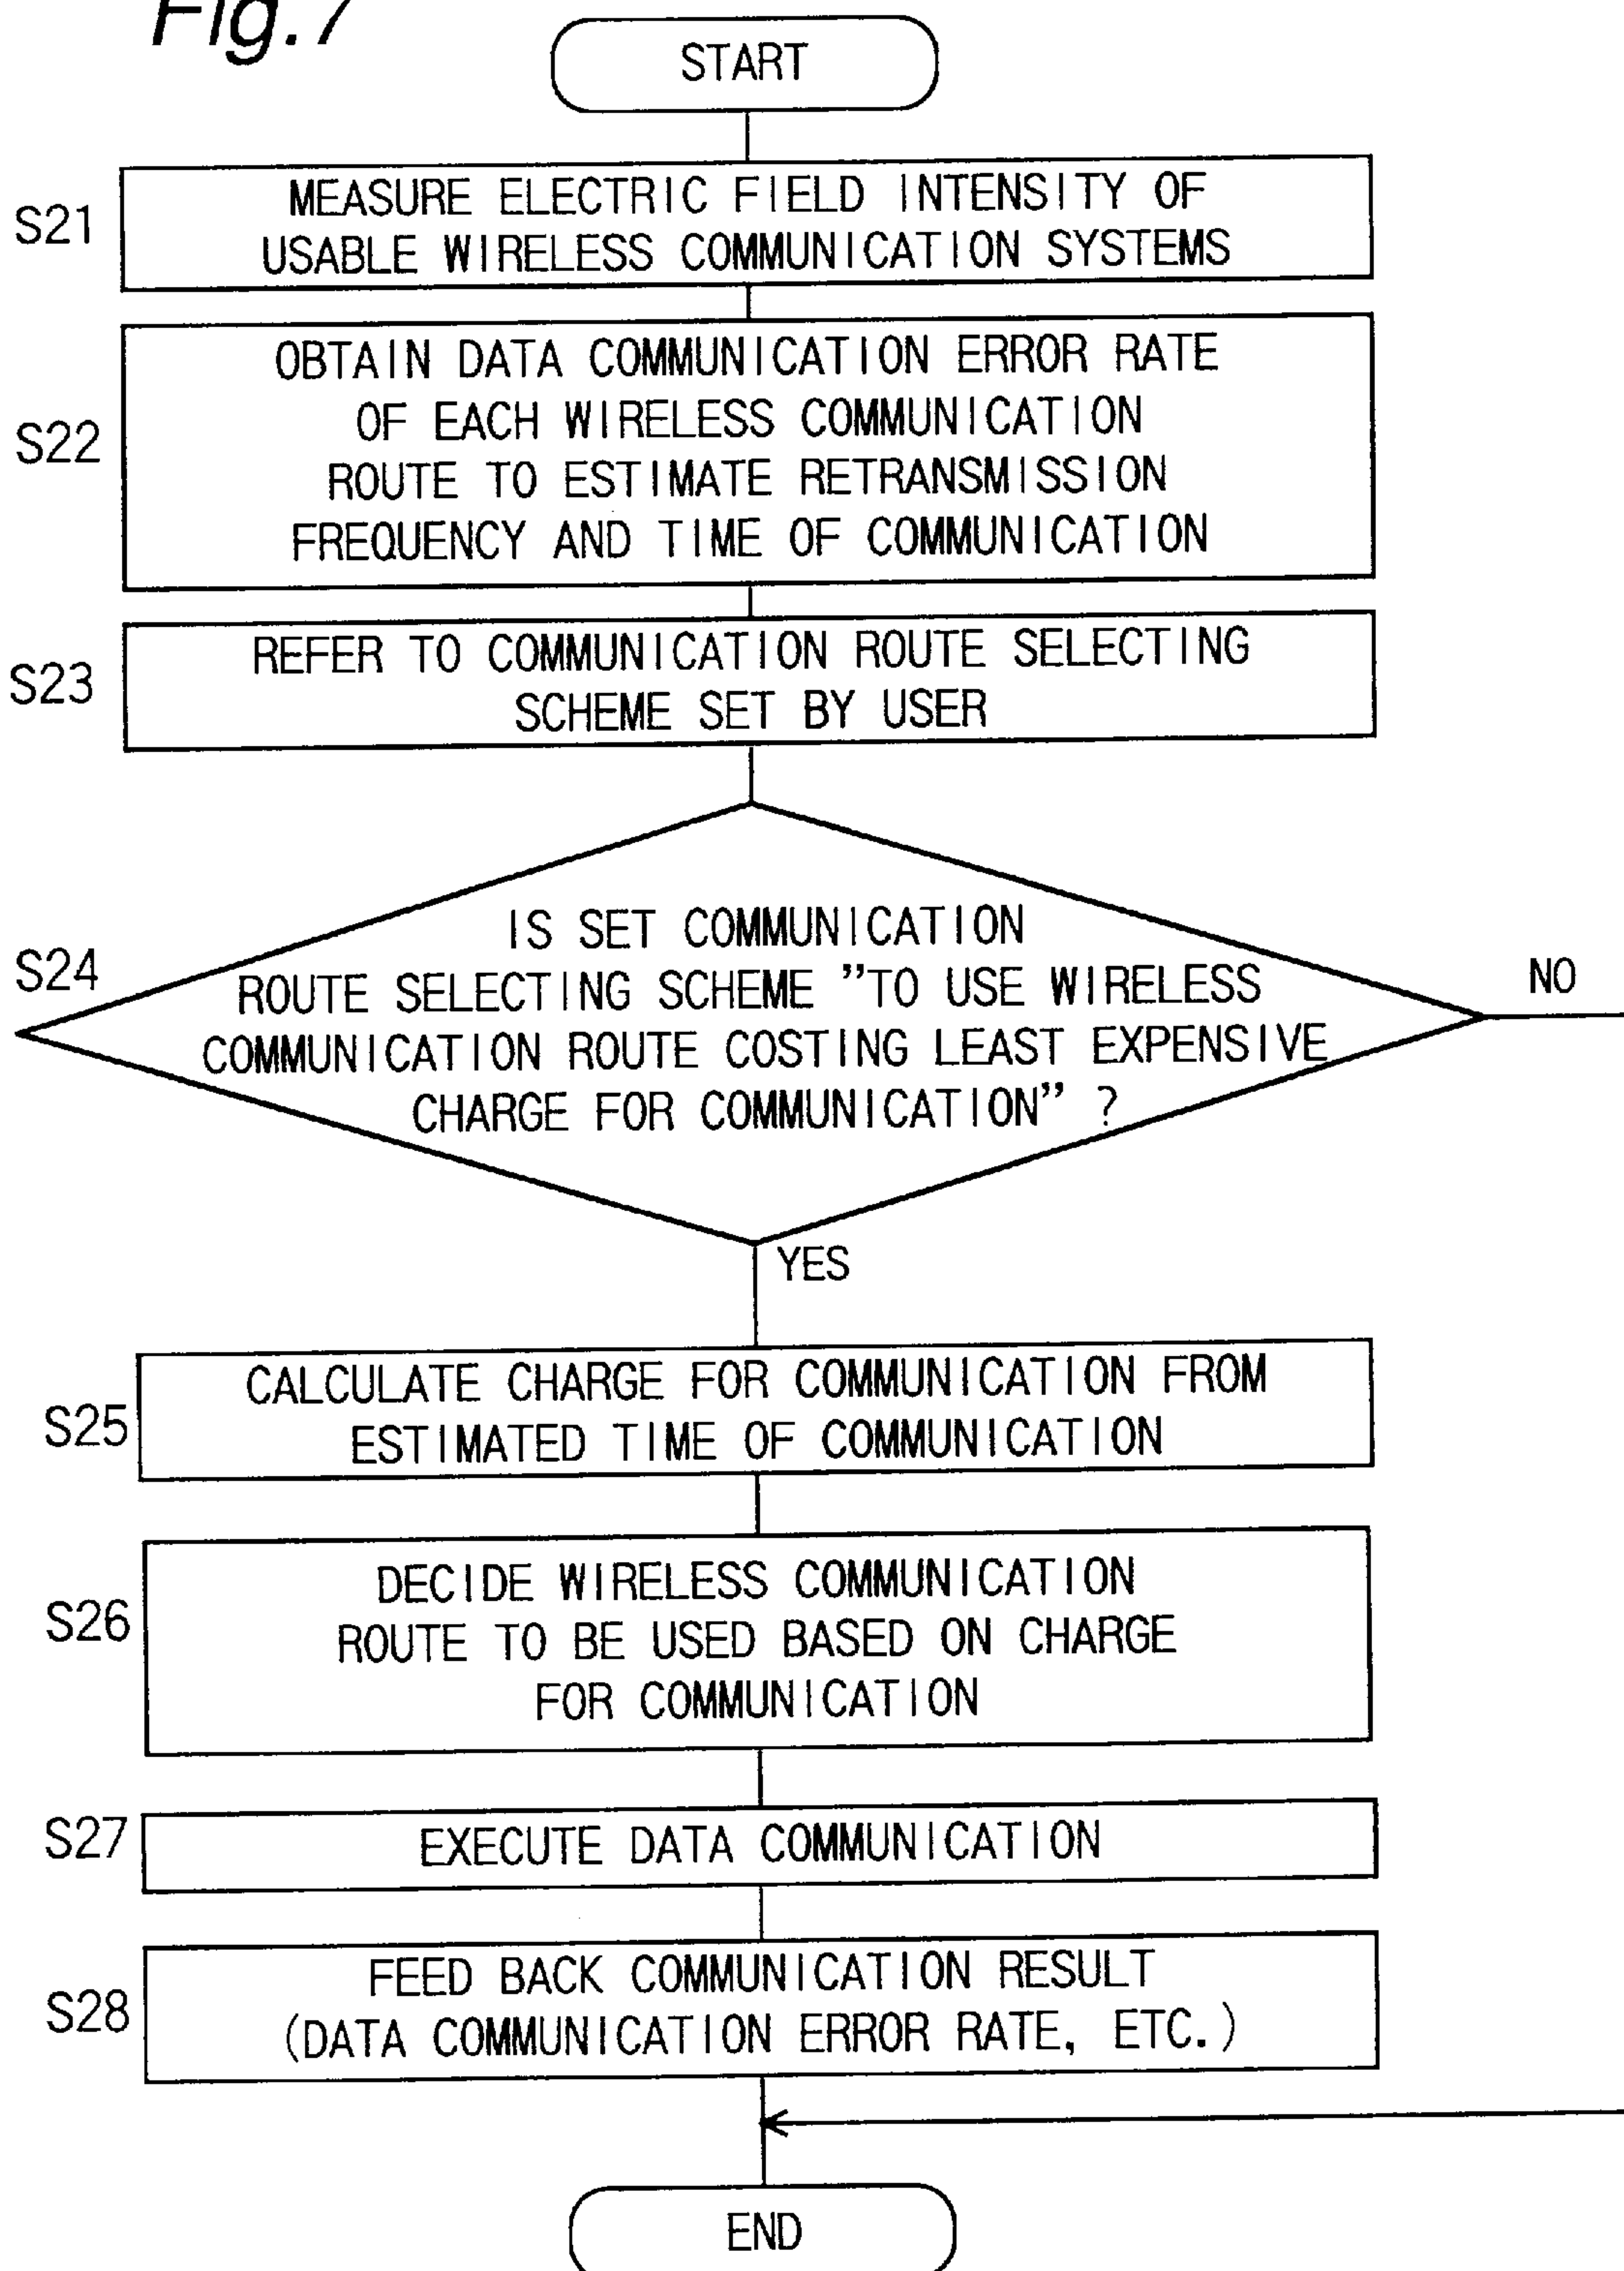 Fig.7
START
S21
MEASURE ELECTRIC FIELD INTENSITY OF
USABLE WIRELESS COMMUNICATION SYSTEMS
S22
OBTAIN DATA COMMUNICATION ERROR RATE
OF EACH WIRELESS COMMUNICATION
ROUTE TO ESTIMATE RETRANSMISSION
FREQUENCY AND TIME OF COMMUNICATION
S23
REFER TO COMMUNICATION ROUTE SELECTING
SCHEME SET BY USER
S24
IS SET COMMUNICATION
ROUTE SELECTING SCHEME ”TO USE WIRELESS
COMMUNICATION ROUTE COSTING LEAST EXPENSIVE
CHARGE FOR COMMUNICATION” ?
NO
YES
S25
CALCULATE CHARGE FOR COMMUNICATION FROM
ESTIMATED TIME OF COMMUNICATION
S26
DECIDE WIRELESS COMMUNICATION
ROUTE TO BE USED BASED ON CHARGE
FOR COMMUNICATION
S27
EXECUTE DATA COMMUNICATION
S28
FEED BACK COMMUNICATION RESULT
(DATA COMMUNICATION ERROR RATE, ETC.)
END